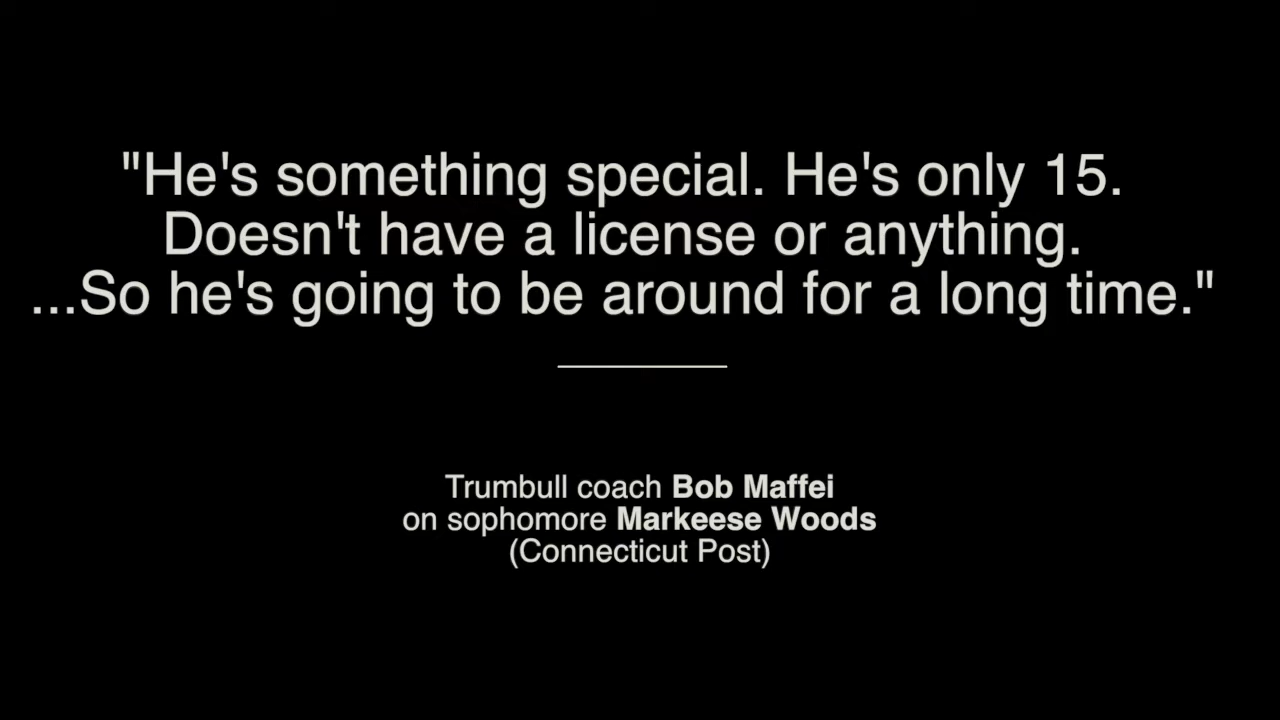 "He's something special. He's only 15.
Doesn't have a license or anything.
...So he's going to be around for a long time."
Trumbull coach Bob Maffei
on sophomore Markeese Woods
(Connecticut Post)